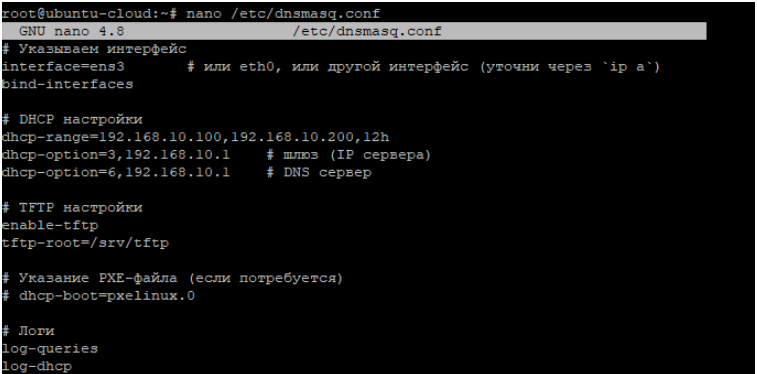 root@ubuntu-cloud:~# nano /etc/dnsmasq.conf
GNU nano 4.8 /etc/dnsmasq.conf
# Указываем интерфейс
interface=ens3 # или eth0, или другой интерфейс (уточни через `ip a`)
bind-interfaces
# DHCP настройки
dhcp-range=192.168.10.100,192.168.10.200,12h
dhcp-option=3,192.168.10.1 # шлюз (IP сервера)
dhcp-option=6,192.168.10.1 # DNS сервер
# TFTP настройки
enable-tftp
tftp-root=/srv/tftp
# Указание PXE-файла (если потребуется)
# dhcp-boot=pxelinux.0
# Логи
log-queries
log-dhcp